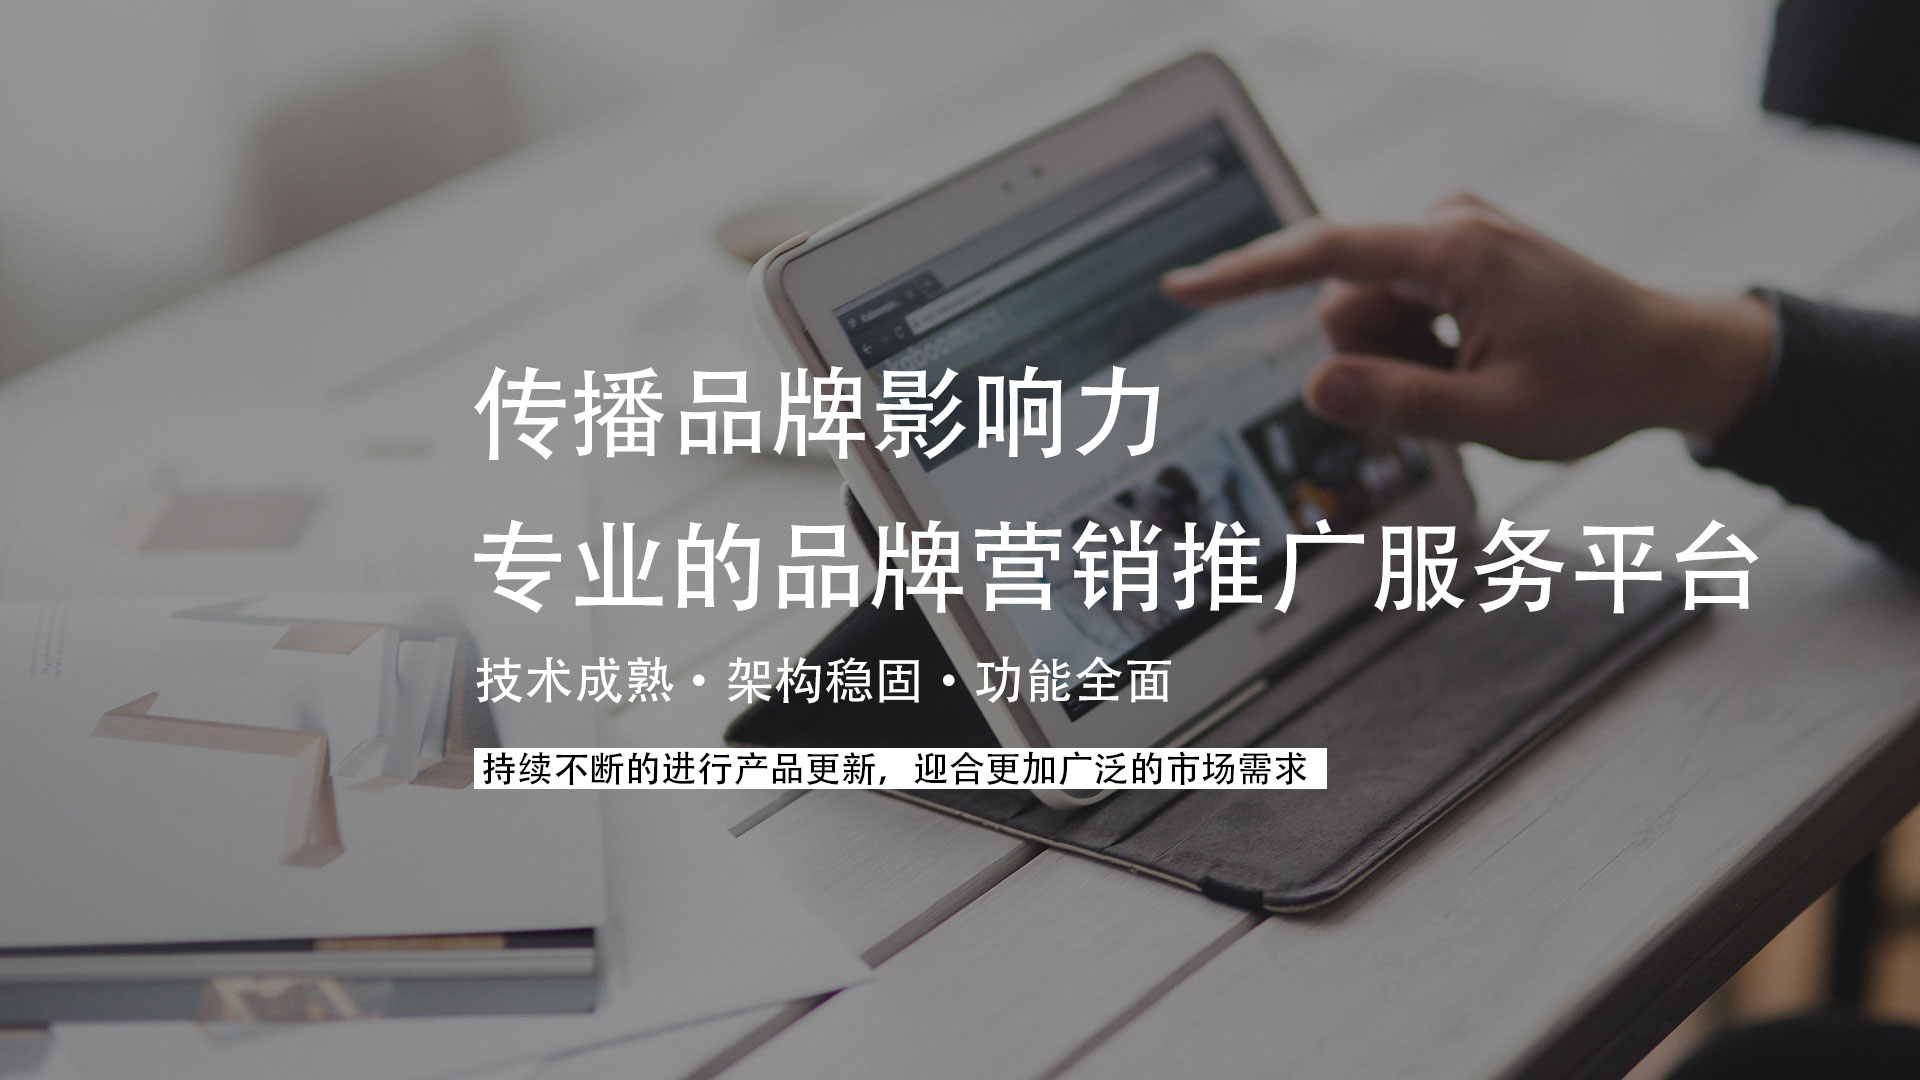 传播品牌影响力
专业的品牌营销推广服务平台
技术成熟·架构稳固·功能全面
持续不断的进行产品更新，迎合更加广泛的市场需求